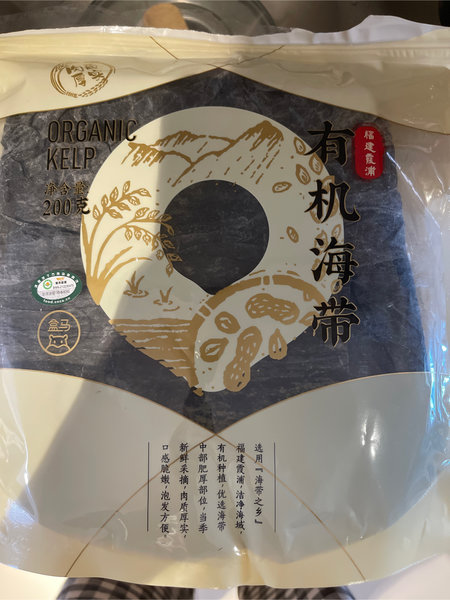 ORGANIC
KELP
净含量
200克
有机海带
福建霞浦
盒马
选用『海带之乡』
福建霞浦,洁净海域,
有机种植,优选海带
中部肥厚部位,当季
新鲜采摘,肉质厚实,
口感脆嫩,泡发方便。